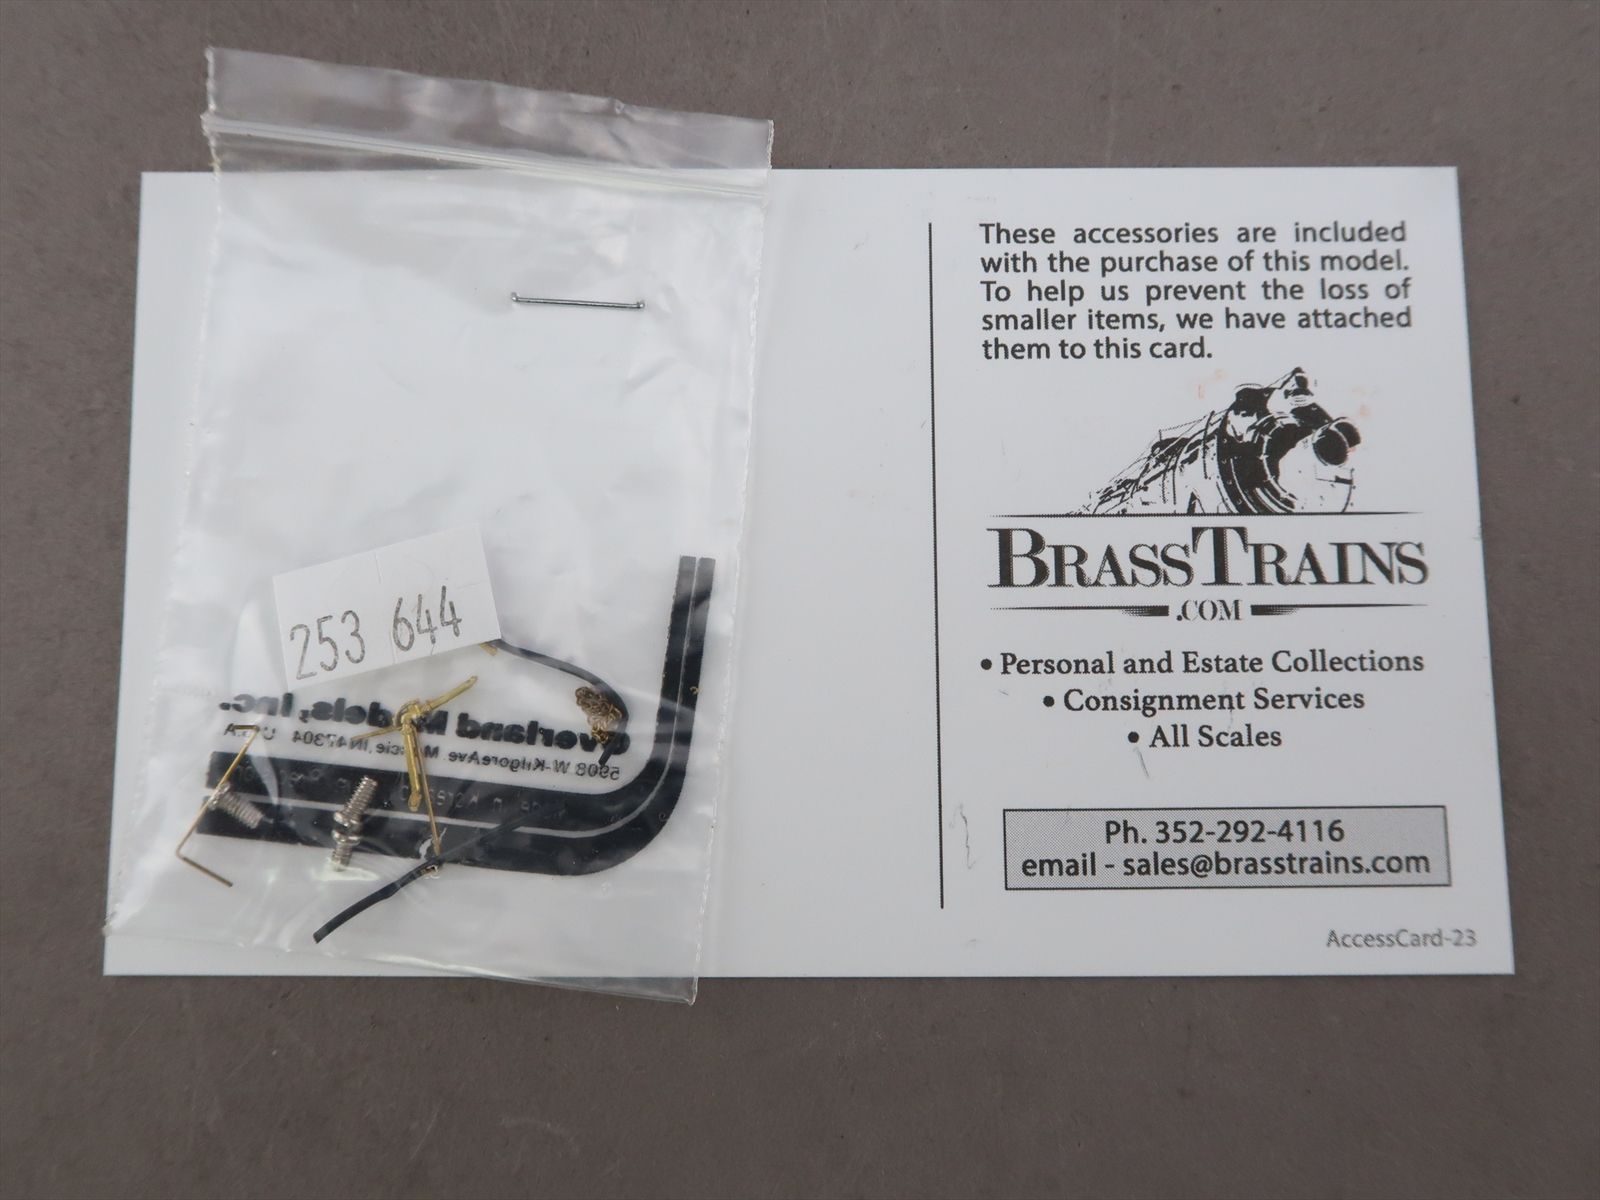 253 644
Overland Models, Inc.
5908 W-Kilgore Ave. Muncie, IN 47304 U.S.A
These accessories are included
with the purchase of this model.
To help us prevent the loss of
smaller items, we have attached
them to this card.
BRASSTRAINS
.COM
• Personal and Estate Collections
• Consignment Services
• All Scales
Ph. 352-292-4116
email - sales@brasstrains.com
AccessCard-23